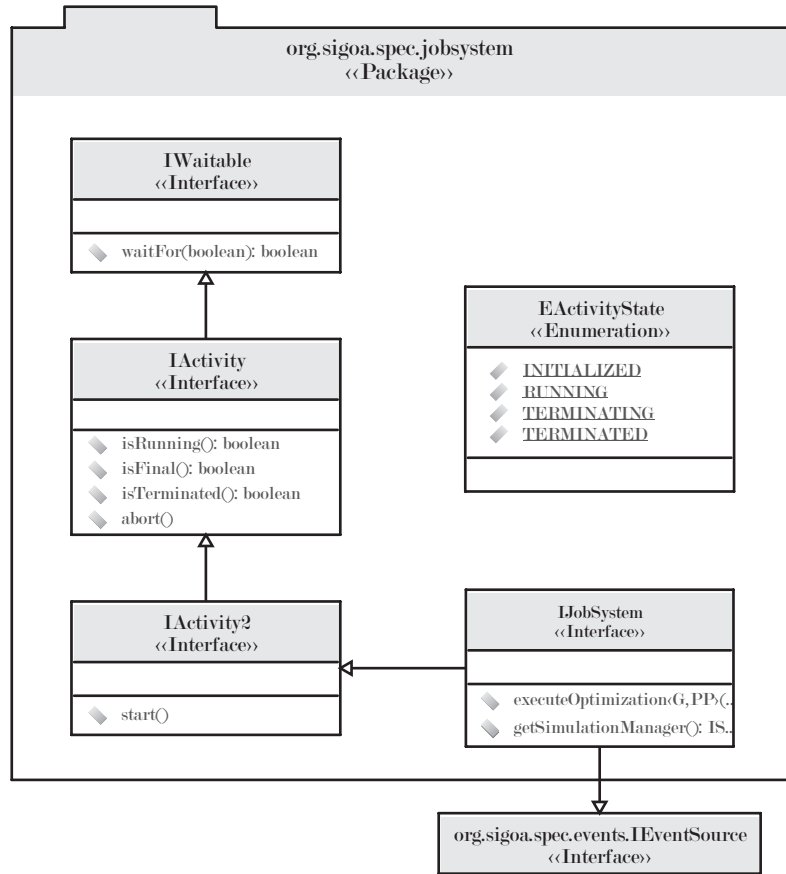 org.sigoa.spec.jobsystem
‹‹Package››
IWaitable
‹‹Interface››
waitFor(boolean): boolean
IActivity
‹‹Interface››
isRunning(): boolean
isFinal(): boolean
isTerminated(): boolean
abort()
EActivityState
‹‹Enumeration››
INITIALIZED
RUNNING
TERMINATING
TERMINATED
IActivity2
‹‹Interface››
start()
IJobSystem
‹‹Interface››
executeOptimization‹G,PP›(..
getSimulationManager(): IS..
org.sigoa.spec.events.IEventSource
‹‹Interface››